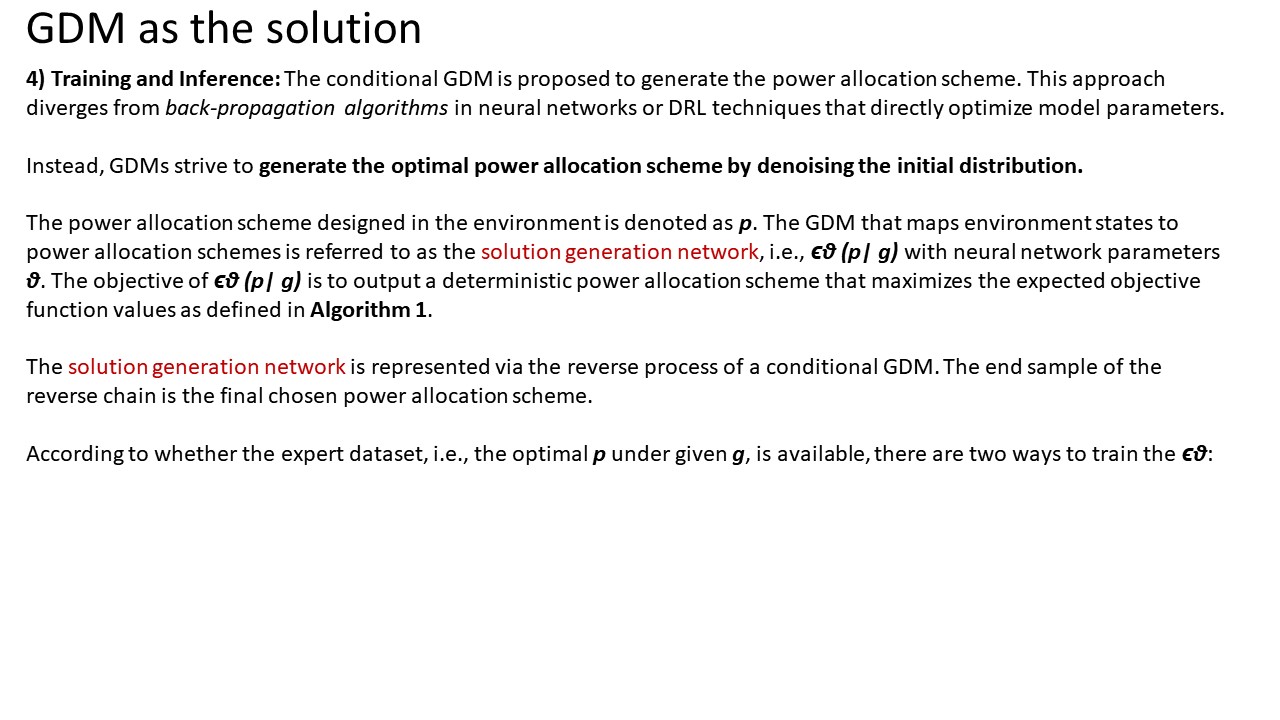 GDM as the solution
4) Training and Inference: The conditional GDM is proposed to generate the power allocation scheme. This approach
diverges from back-propagation algorithms in neural networks or DRL techniques that directly optimize model parameters.
Instead, GDMs strive to generate the optimal power allocation scheme by denoising the initial distribution.
The power allocation scheme designed in the environment is denoted as p. The GDM that maps environment states to
power allocation schemes is referred to as the solution generation network, i.e., ϵϑ (p| g) with neural network parameters
ϑ. The objective of ϵϑ (p| g) is to output a deterministic power allocation scheme that maximizes the expected objective
function values as defined in Algorithm 1.
The solution generation network is represented via the reverse process of a conditional GDM. The end sample of the
reverse chain is the final chosen power allocation scheme.
According to whether the expert dataset, i.e., the optimal p under given g, is available, there are two ways to train the ϵϑ: